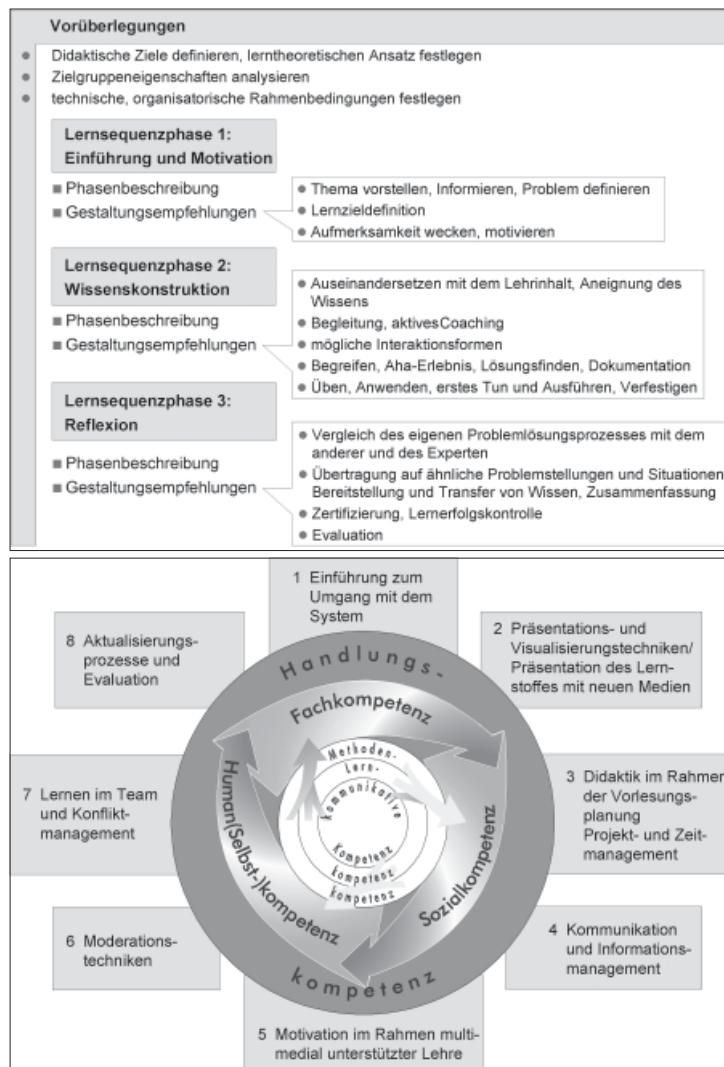 Vorüberlegungen
Didaktische Ziele definieren, lerntheoretischen Ansatz festlegen
Zielgruppeneigenschaften analysieren
technische, organisatorische Rahmenbedingungen festlegen
Lernsequenzphase 1:
Einführung und Motivation
Phasenbeschreibung
Gestaltungsempfehlungen
Thema vorstellen, Informieren, Problem definieren
Lernzieldefinition
Aufmerksamkeit wecken, motivieren
Lernsequenzphase 2:
Wissenskonstruktion
Phasenbeschreibung
Gestaltungsempfehlungen
Auseinandersetzen mit dem Lehrinhalt, Aneignung des
Wissens
Begleitung, aktivesCoaching
mögliche Interaktionsformen
Begreifen, Aha-Erlebnis, Lösungsfinden, Dokumentation
Üben, Anwenden, erstes Tun und Ausführen, Verfestigen
Lernsequenzphase 3:
Reflexion
Phasenbeschreibung
Gestaltungsempfehlungen
Vergleich des eigenen Problemlösungsprozesses mit dem
anderer und des Experten
Übertragung auf ähnliche Problemstellungen und Situationen
Bereitstellung und Transfer von Wissen, Zusammenfassung
Zertifizierung, Lernerfolgskontrolle
Evaluation
1 Einführung zum
Umgang mit dem
System
2 Präsentations- und
Visualisierungstechniken/
Präsentation des Lern-
stoffes mit neuen Medien
3 Didaktik im Rahmen
der Vorlesungs-
planung
Projekt- und Zeit-
management
4 Kommunikation
und Informations-
management
5 Motivation im Rahmen multi-
medial unterstützter Lehre
6 Moderations-
techniken
7 Lernen im Team
und Konflikt-
management
8 Aktualisierungs-
prozesse und
Evaluation
Handlungs-
kompetenz
Fachkompetenz
Sozialkompetenz
Human(Selbst-)kompetenz
Methoden-
Lern-
kommunikative
Kompetenz
kompetenz
kompetenz